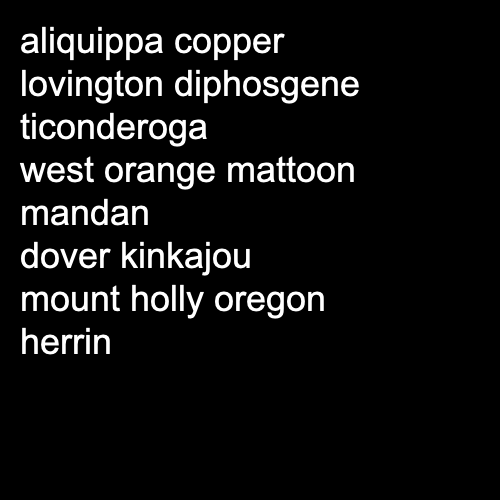 aliquippa copper
lovington diphosgene
ticonderoga
west orange mattoon
mandan
dover kinkajou
mount holly oregon
herrin